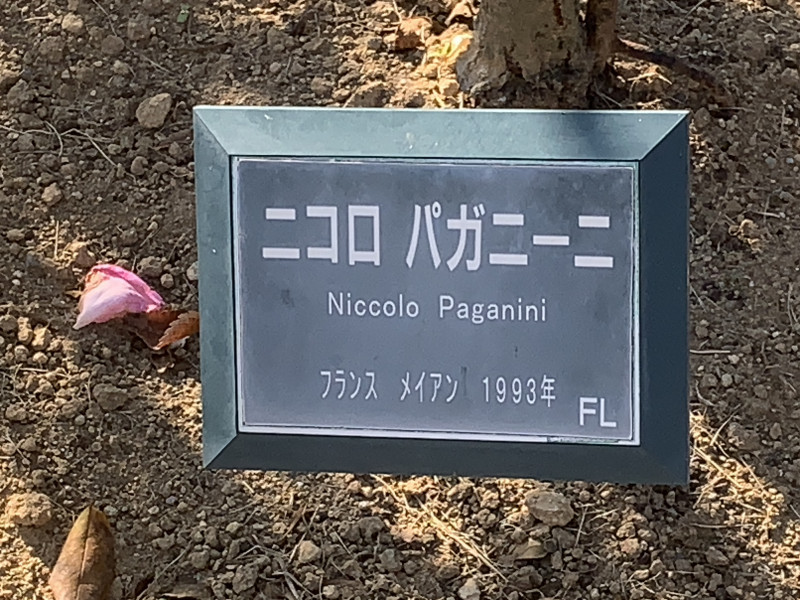 ニコロ パガニーニ
Niccolo Paganini
フランス メイアン 1993年
FL